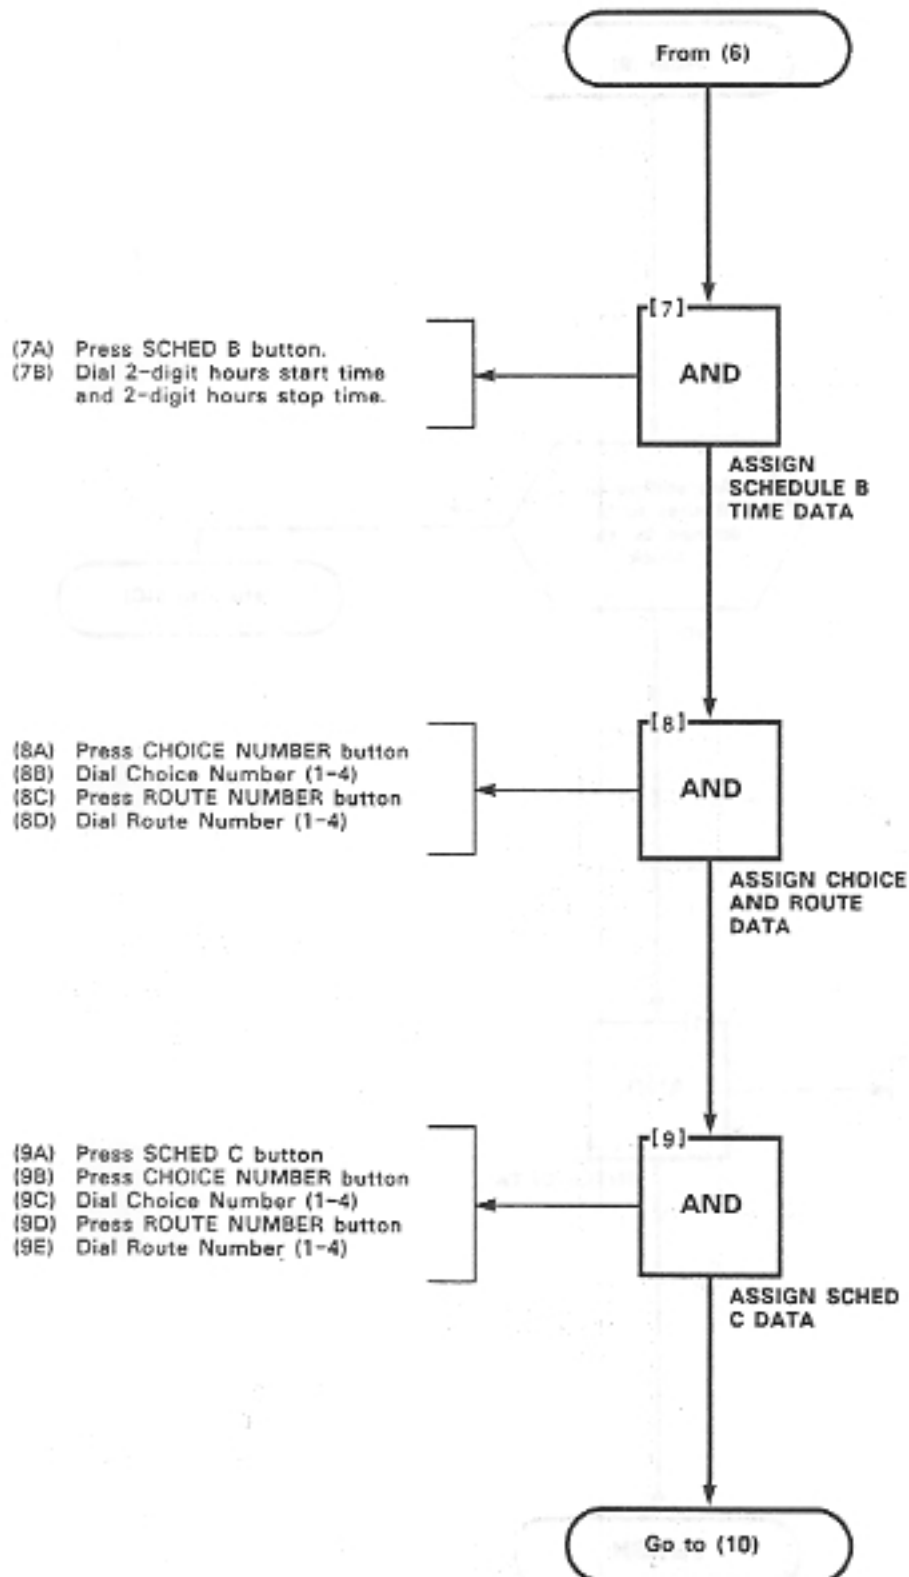 From (6)
[7]
AND
(7A) Press SCHED B button.
(7B) Dial 2-digit hours start time
and 2-digit hours stop time.
ASSIGN
SCHEDULE B
TIME DATA
[8]
AND
(8A) Press CHOICE NUMBER button
(8B) Dial Choice Number (1-4)
(8C) Press ROUTE NUMBER button
(8D) Dial Route Number (1-4)
ASSIGN CHOICE
AND ROUTE
DATA
[9]
AND
(9A) Press SCHED C button
(9B) Press CHOICE NUMBER button
(9C) Dial Choice Number (1-4)
(9D) Press ROUTE NUMBER button
(9E) Dial Route Number (1-4)
ASSIGN SCHED
C DATA
Go to (10)